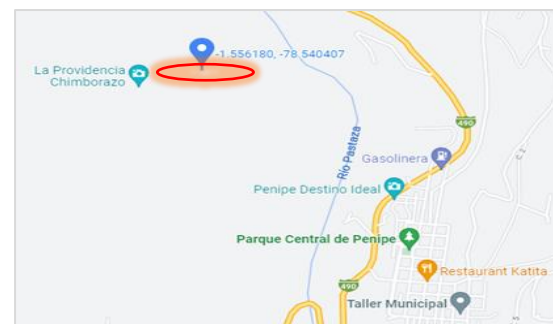 -1.556180, -78.540407
La Providencia
Chimborazo
490
Río Pastaza
Gasolinera
Penipe Destino Ideal
Parque Central de Penipe
Restaurant Katita
490
Taller Municipal